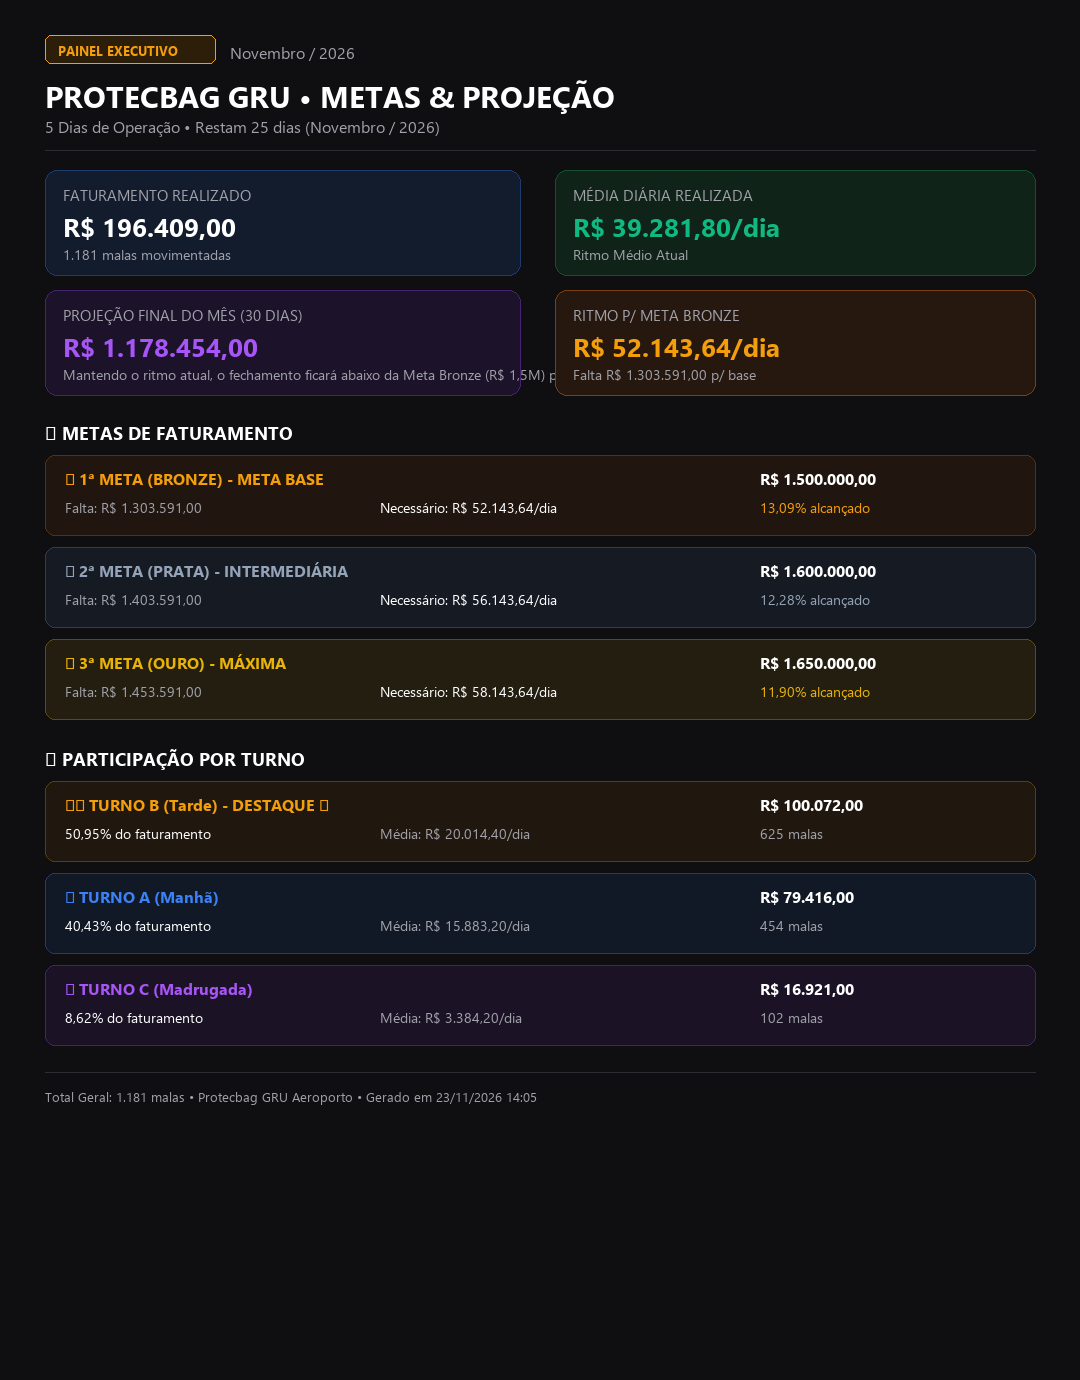 PAINEL EXECUTIVO
Novembro / 2026
PROTECBAG GRU • METAS & PROJEÇÃO
5 Dias de Operação • Restam 25 dias (Novembro / 2026)
FATURAMENTO REALIZADO
R$ 196.409,00
1.181 malas movimentadas
MÉDIA DIÁRIA REALIZADA
R$ 39.281,80/dia
Ritmo Médio Atual
PROJEÇÃO FINAL DO MÊS (30 DIAS)
R$ 1.178.454,00
Mantendo o ritmo atual, o fechamento ficará abaixo da Meta Bronze (R$ 1,5M) p
RITMO P/ META BRONZE
R$ 52.143,64/dia
Falta R$ 1.303.591,00 p/ base
METAS DE FATURAMENTO
1ª META (BRONZE) - META BASE
R$ 1.500.000,00
Falta: R$ 1.303.591,00
Necessário: R$ 52.143,64/dia
13,09% alcançado
2ª META (PRATA) - INTERMEDIÁRIA
R$ 1.600.000,00
Falta: R$ 1.403.591,00
Necessário: R$ 56.143,64/dia
12,28% alcançado
3ª META (OURO) - MÁXIMA
R$ 1.650.000,00
Falta: R$ 1.453.591,00
Necessário: R$ 58.143,64/dia
11,90% alcançado
PARTICIPAÇÃO POR TURNO
TURNO B (Tarde) - DESTAQUE
R$ 100.072,00
50,95% do faturamento
Média: R$ 20.014,40/dia
625 malas
TURNO A (Manhã)
R$ 79.416,00
40,43% do faturamento
Média: R$ 15.883,20/dia
454 malas
TURNO C (Madrugada)
R$ 16.921,00
8,62% do faturamento
Média: R$ 3.384,20/dia
102 malas
Total Geral: 1.181 malas • Protecbag GRU Aeroporto • Gerado em 23/11/2026 14:05